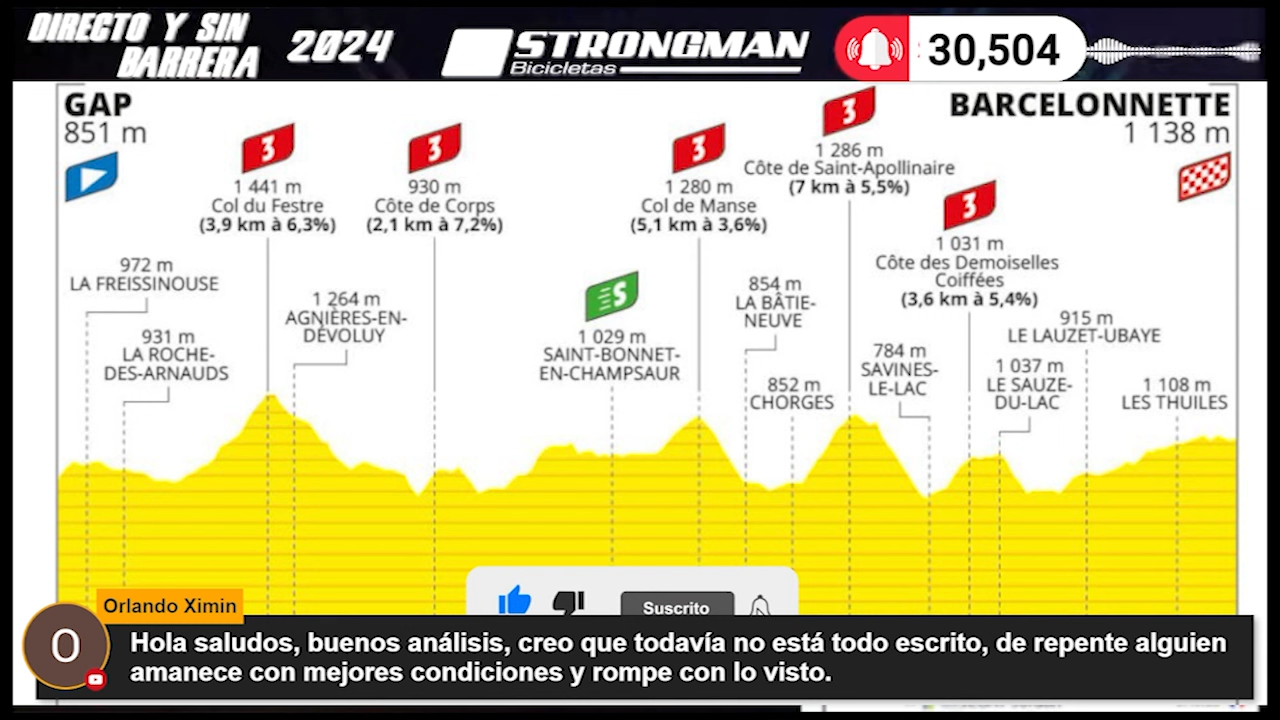 DIRECTO Y SIN
BARRERA
2024
STRONGMAN
Bicicletas
30,504
GAP
851 m
BARCELONNETTE
1 138 m
3
1 441 m
Col du Festre
(3,9 km à 6,3%)
3
930 m
Côte de Corps
(2,1 km à 7,2%)
3
1 280 m
Col de Manse
(5,1 km à 3,6%)
3
1 286 m
Côte de Saint-Apollinaire
(7 km à 5,5%)
3
1 031 m
Côte des Demoiselles
Coiffées
(3,6 km à 5,4%)
972 m
LA FREISSINOUSE
931 m
LA ROCHE-
DES-ARNAUDS
1 264 m
AGNIÈRES-EN-
DÉVOLUY
S
1 029 m
SAINT-BONNET-
EN-CHAMPSAUR
854 m
LA BÂTIE-
NEUVE
852 m
CHORGES
784 m
SAVINES-
LE-LAC
1 037 m
LE SAUZE-
DU-LAC
915 m
LE LAUZET-UBAYE
1 108 m
LES THUILES
Suscrito
Orlando Ximin
O
Hola saludos, buenos análisis, creo que todavía no está todo escrito, de repente alguien
amanece con mejores condiciones y rompe con lo visto.